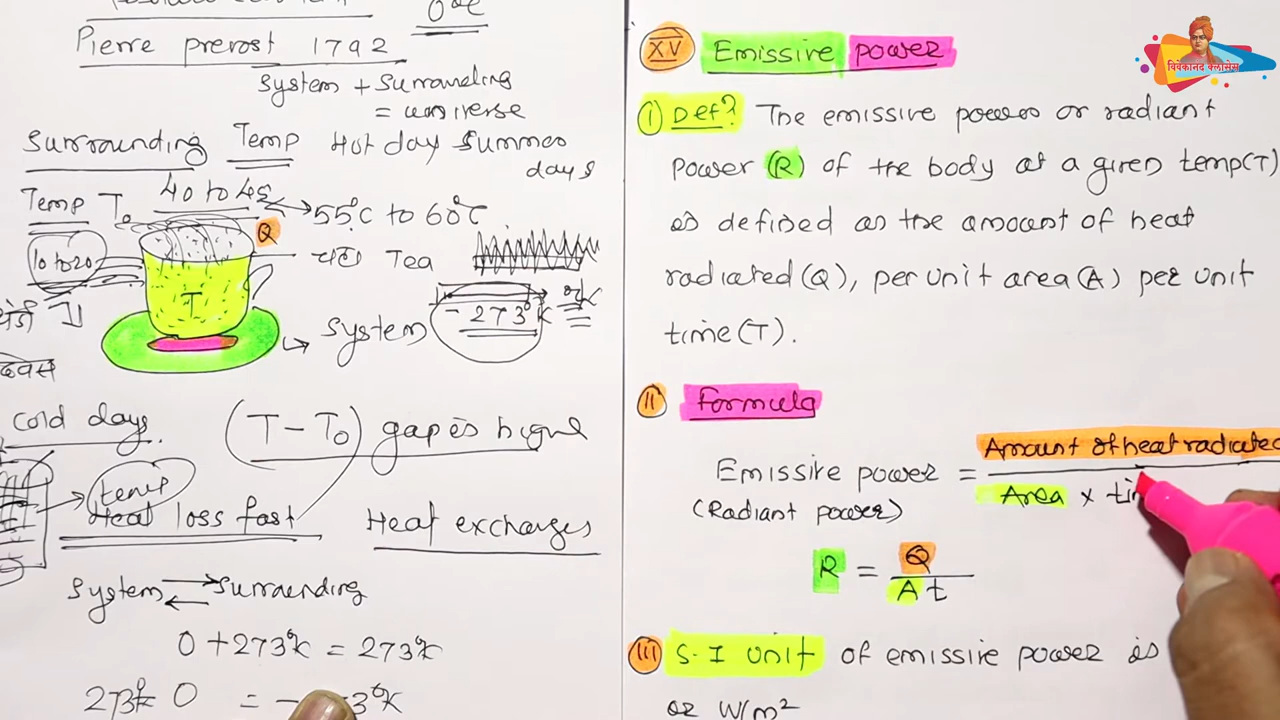 0°C
Pierre prevost 1792
System + Surrounding
= universe
Surrounding Temp Hot day Summer
days
Temp T₀ 40 to 45 → 55°C to 60°C
Q
10 to 20
Tea
T
System
- 273°K
cold days.
(T - T₀) gap is
temp
Heat loss fast
Heat exchanges
System Surrounding
0 + 273°K = 273°K
विवेकानंद क्लासेस
XV Emissive power
i) Def? The emissive power or radiant
power (R) of the body at a given temp(T)
is defined as the amount of heat
radiated (Q), per unit area (A) per unit
time (T).
ii Formula
Emissive power = Amount of heat radiated
Area ×
(Radiant power)
R = Q
A t
iii S.I unit of emissive power is
or W/m²